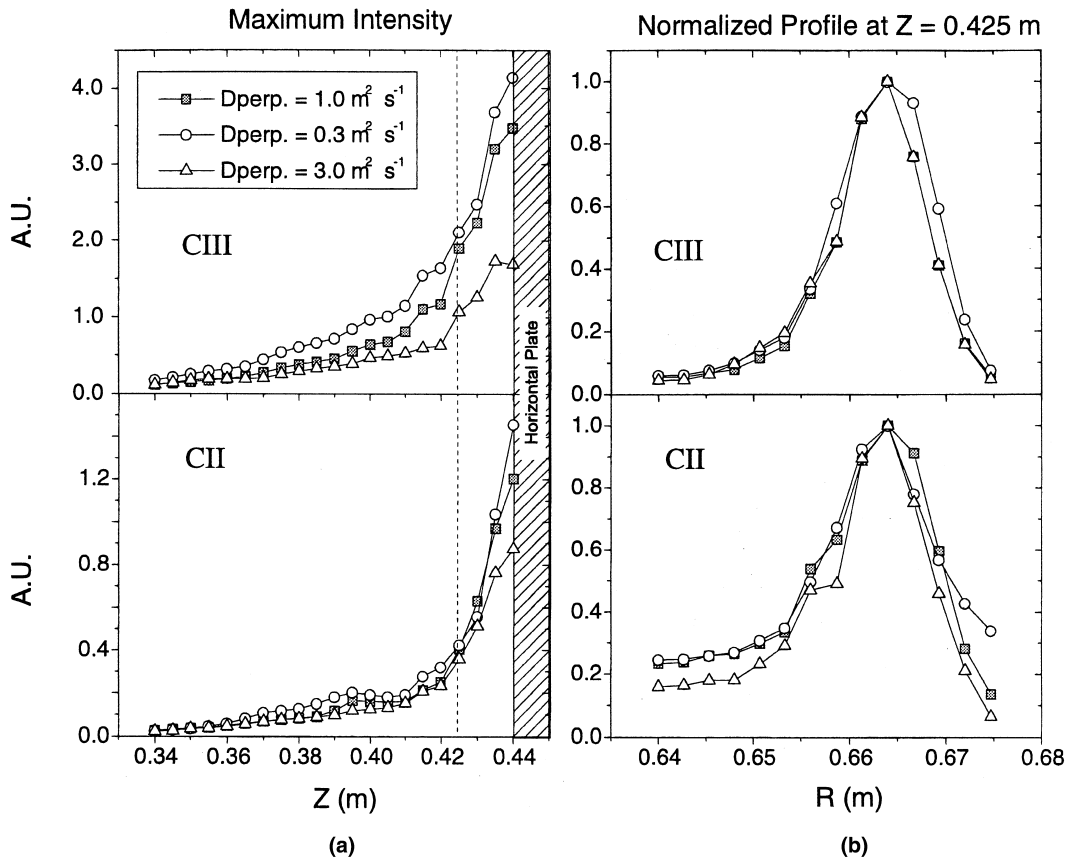 Maximum Intensity
Normalized Profile at Z = 0.425 m
4.0
3.0
2.0
1.0
0.0
A.U.
Dperp. = 1.0 m² s⁻¹
Dperp. = 0.3 m² s⁻¹
Dperp. = 3.0 m² s⁻¹
CIII
Horizontal Plate
1.0
0.8
0.6
0.4
0.2
0.0
CIII
1.2
0.8
0.4
0.0
A.U.
CII
1.0
0.8
0.6
0.4
0.2
0.0
CII
0.34 0.36 0.38 0.40 0.42 0.44
Z (m)
0.64 0.65 0.66 0.67 0.68
R (m)
(a)
(b)